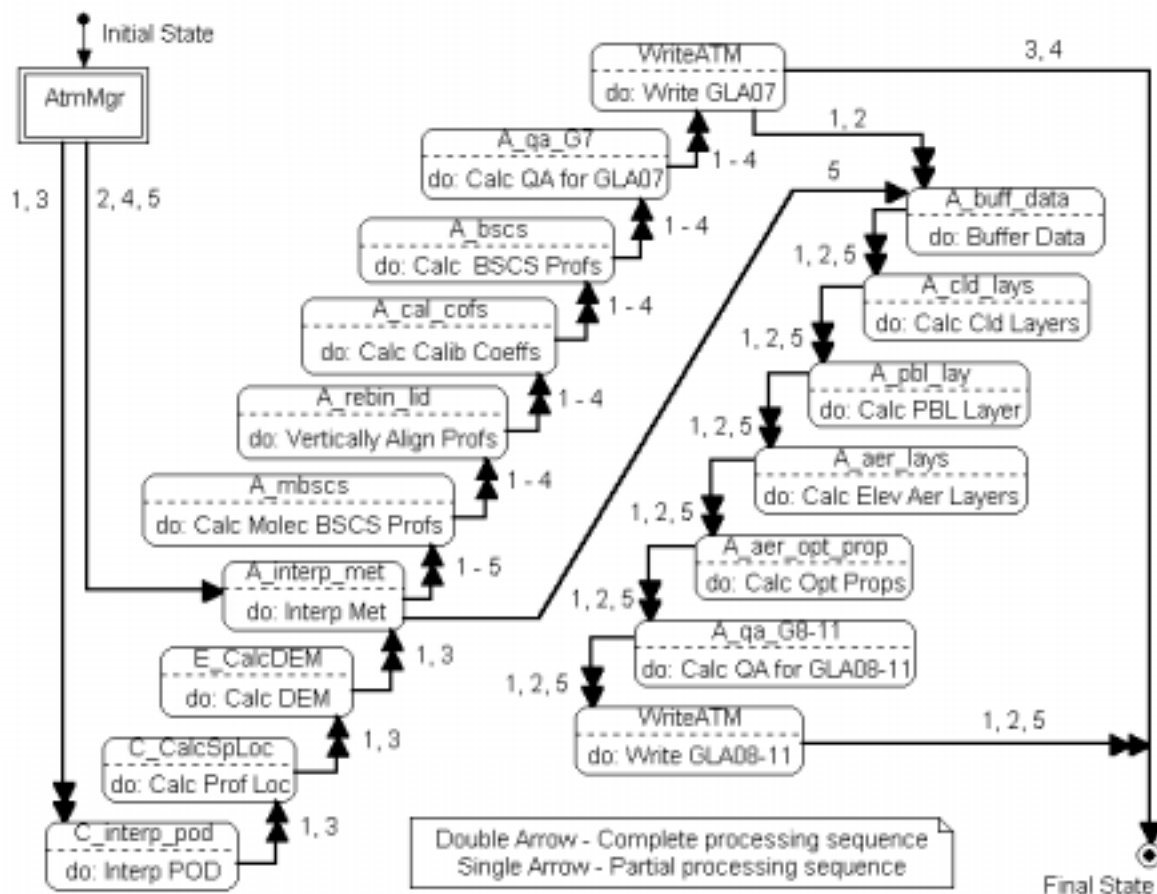 Initial State
AtmMgr
1, 3
2, 4, 5
WriteATM
do: Write GLA07
3, 4
1, 2
A_qa_G7
do: Calc QA for GLA07
1 - 4
5
A_buff_data
do: Buffer Data
A_bscs
do: Calc BSCS Profs
1 - 4
1, 2, 5
A_cld_lays
do: Calc Cld Layers
A_cal_cofs
do: Calc Calib Coeffs
1 - 4
1, 2, 5
A_pbl_lay
do: Calc PBL Layer
A_rebin_lid
do: Vertically Align Profs
1 - 4
1, 2, 5
A_aer_lays
do: Calc Elev Aer Layers
A_mbscs
do: Calc Molec BSCS Profs
1 - 4
1, 2, 5
A_aer_opt_prop
do: Calc Opt Props
A_interp_met
do: Interp Met
1 - 5
1, 2, 5
A_qa_G8-11
do: Calc QA for GLA08-11
E_CalcDEM
do: Calc DEM
1, 3
1, 2, 5
WriteATM
do: Write GLA08-11
1, 2, 5
C_CalcSpLoc
do: Calc Prof Loc
1, 3
C_interp_pod
do: Interp POD
1, 3
Double Arrow - Complete processing sequence
Single Arrow - Partial processing sequence
Final State